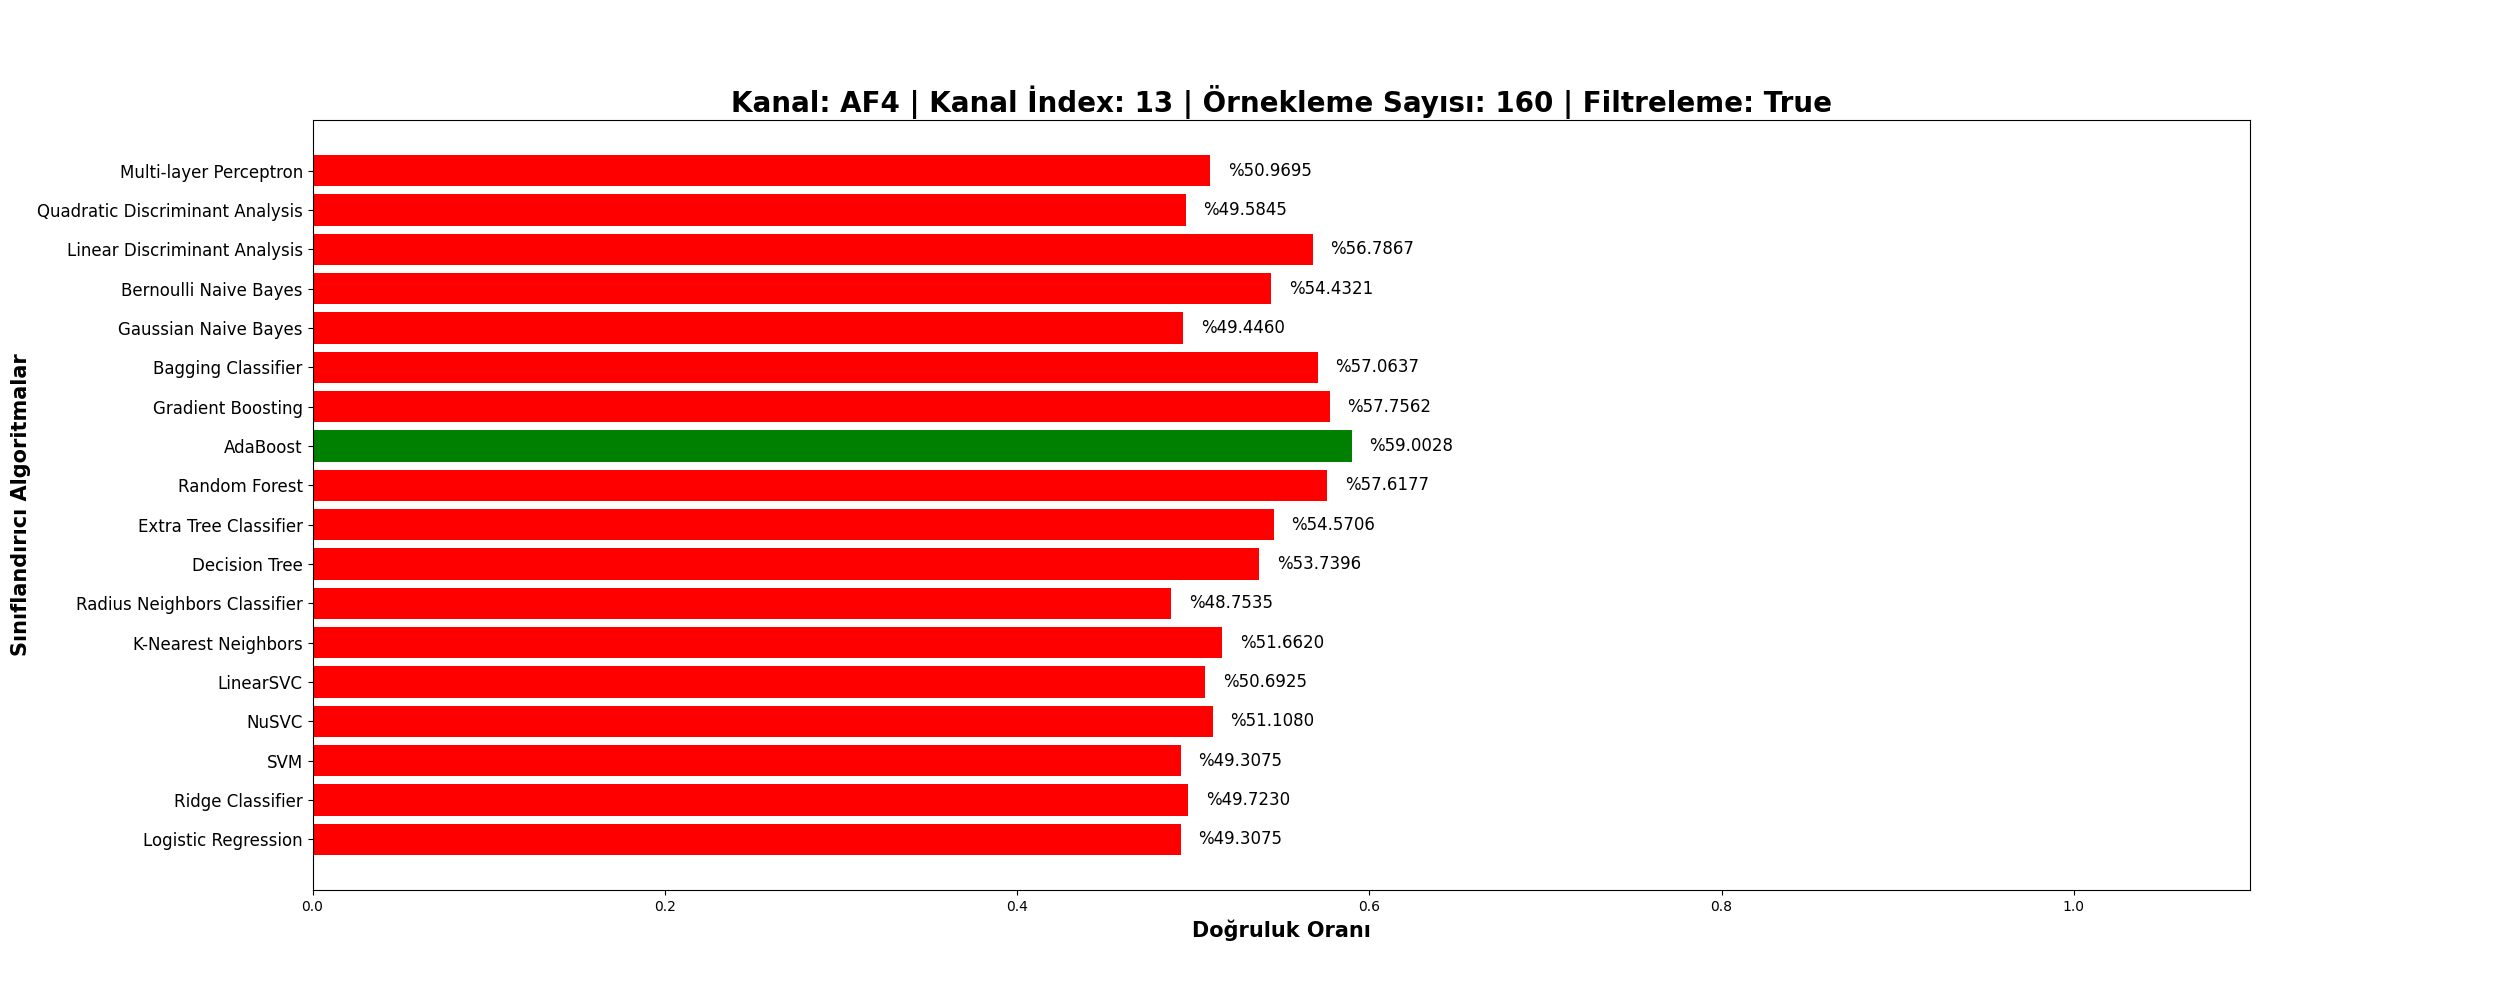 Kanal: AF4 | Kanal İndex: 13 | Örnekleme Sayısı: 160 | Filtreleme: True
Sınıflandırıcı Algoritmalar
Multi-layer Perceptron %50.9695
Quadratic Discriminant Analysis %49.5845
Linear Discriminant Analysis %56.7867
Bernoulli Naive Bayes %54.4321
Gaussian Naive Bayes %49.4460
Bagging Classifier %57.0637
Gradient Boosting %57.7562
AdaBoost %59.0028
Random Forest %57.6177
Extra Tree Classifier %54.5706
Decision Tree %53.7396
Radius Neighbors Classifier %48.7535
K-Nearest Neighbors %51.6620
LinearSVC %50.6925
NuSVC %51.1080
SVM %49.3075
Ridge Classifier %49.7230
Logistic Regression %49.3075
0.0 0.2 0.4 0.6 0.8 1.0
Doğruluk Oranı